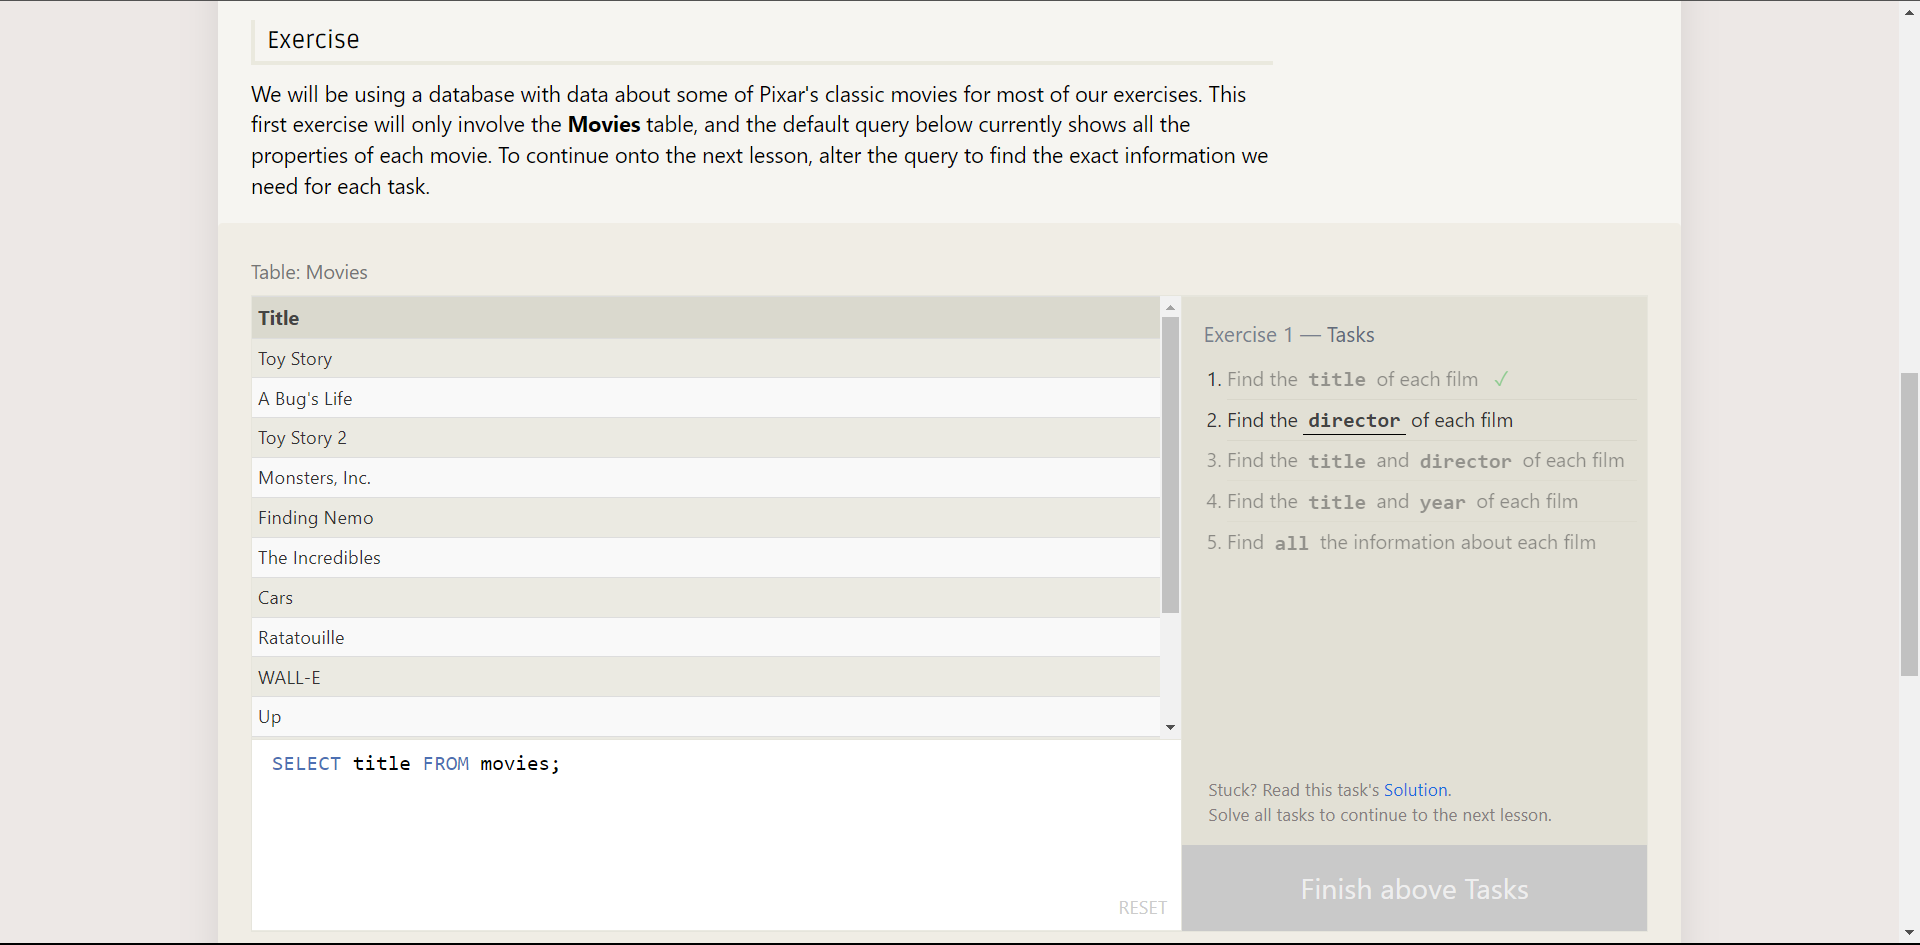 Exercise
We will be using a database with data about some of Pixar's classic movies for most of our exercises. This
first exercise will only involve the Movies table, and the default query below currently shows all the
properties of each movie. To continue onto the next lesson, alter the query to find the exact information we
need for each task.
Table: Movies
Title
Toy Story
A Bug's Life
Toy Story 2
Monsters, Inc.
Finding Nemo
The Incredibles
Cars
Ratatouille
WALL-E
Up
SELECT title FROM movies;
RESET
Exercise 1 — Tasks
1. Find the title of each film ✓
2. Find the director of each film
3. Find the title and director of each film
4. Find the title and year of each film
5. Find all the information about each film
Stuck? Read this task's Solution.
Solve all tasks to continue to the next lesson.
Finish above Tasks